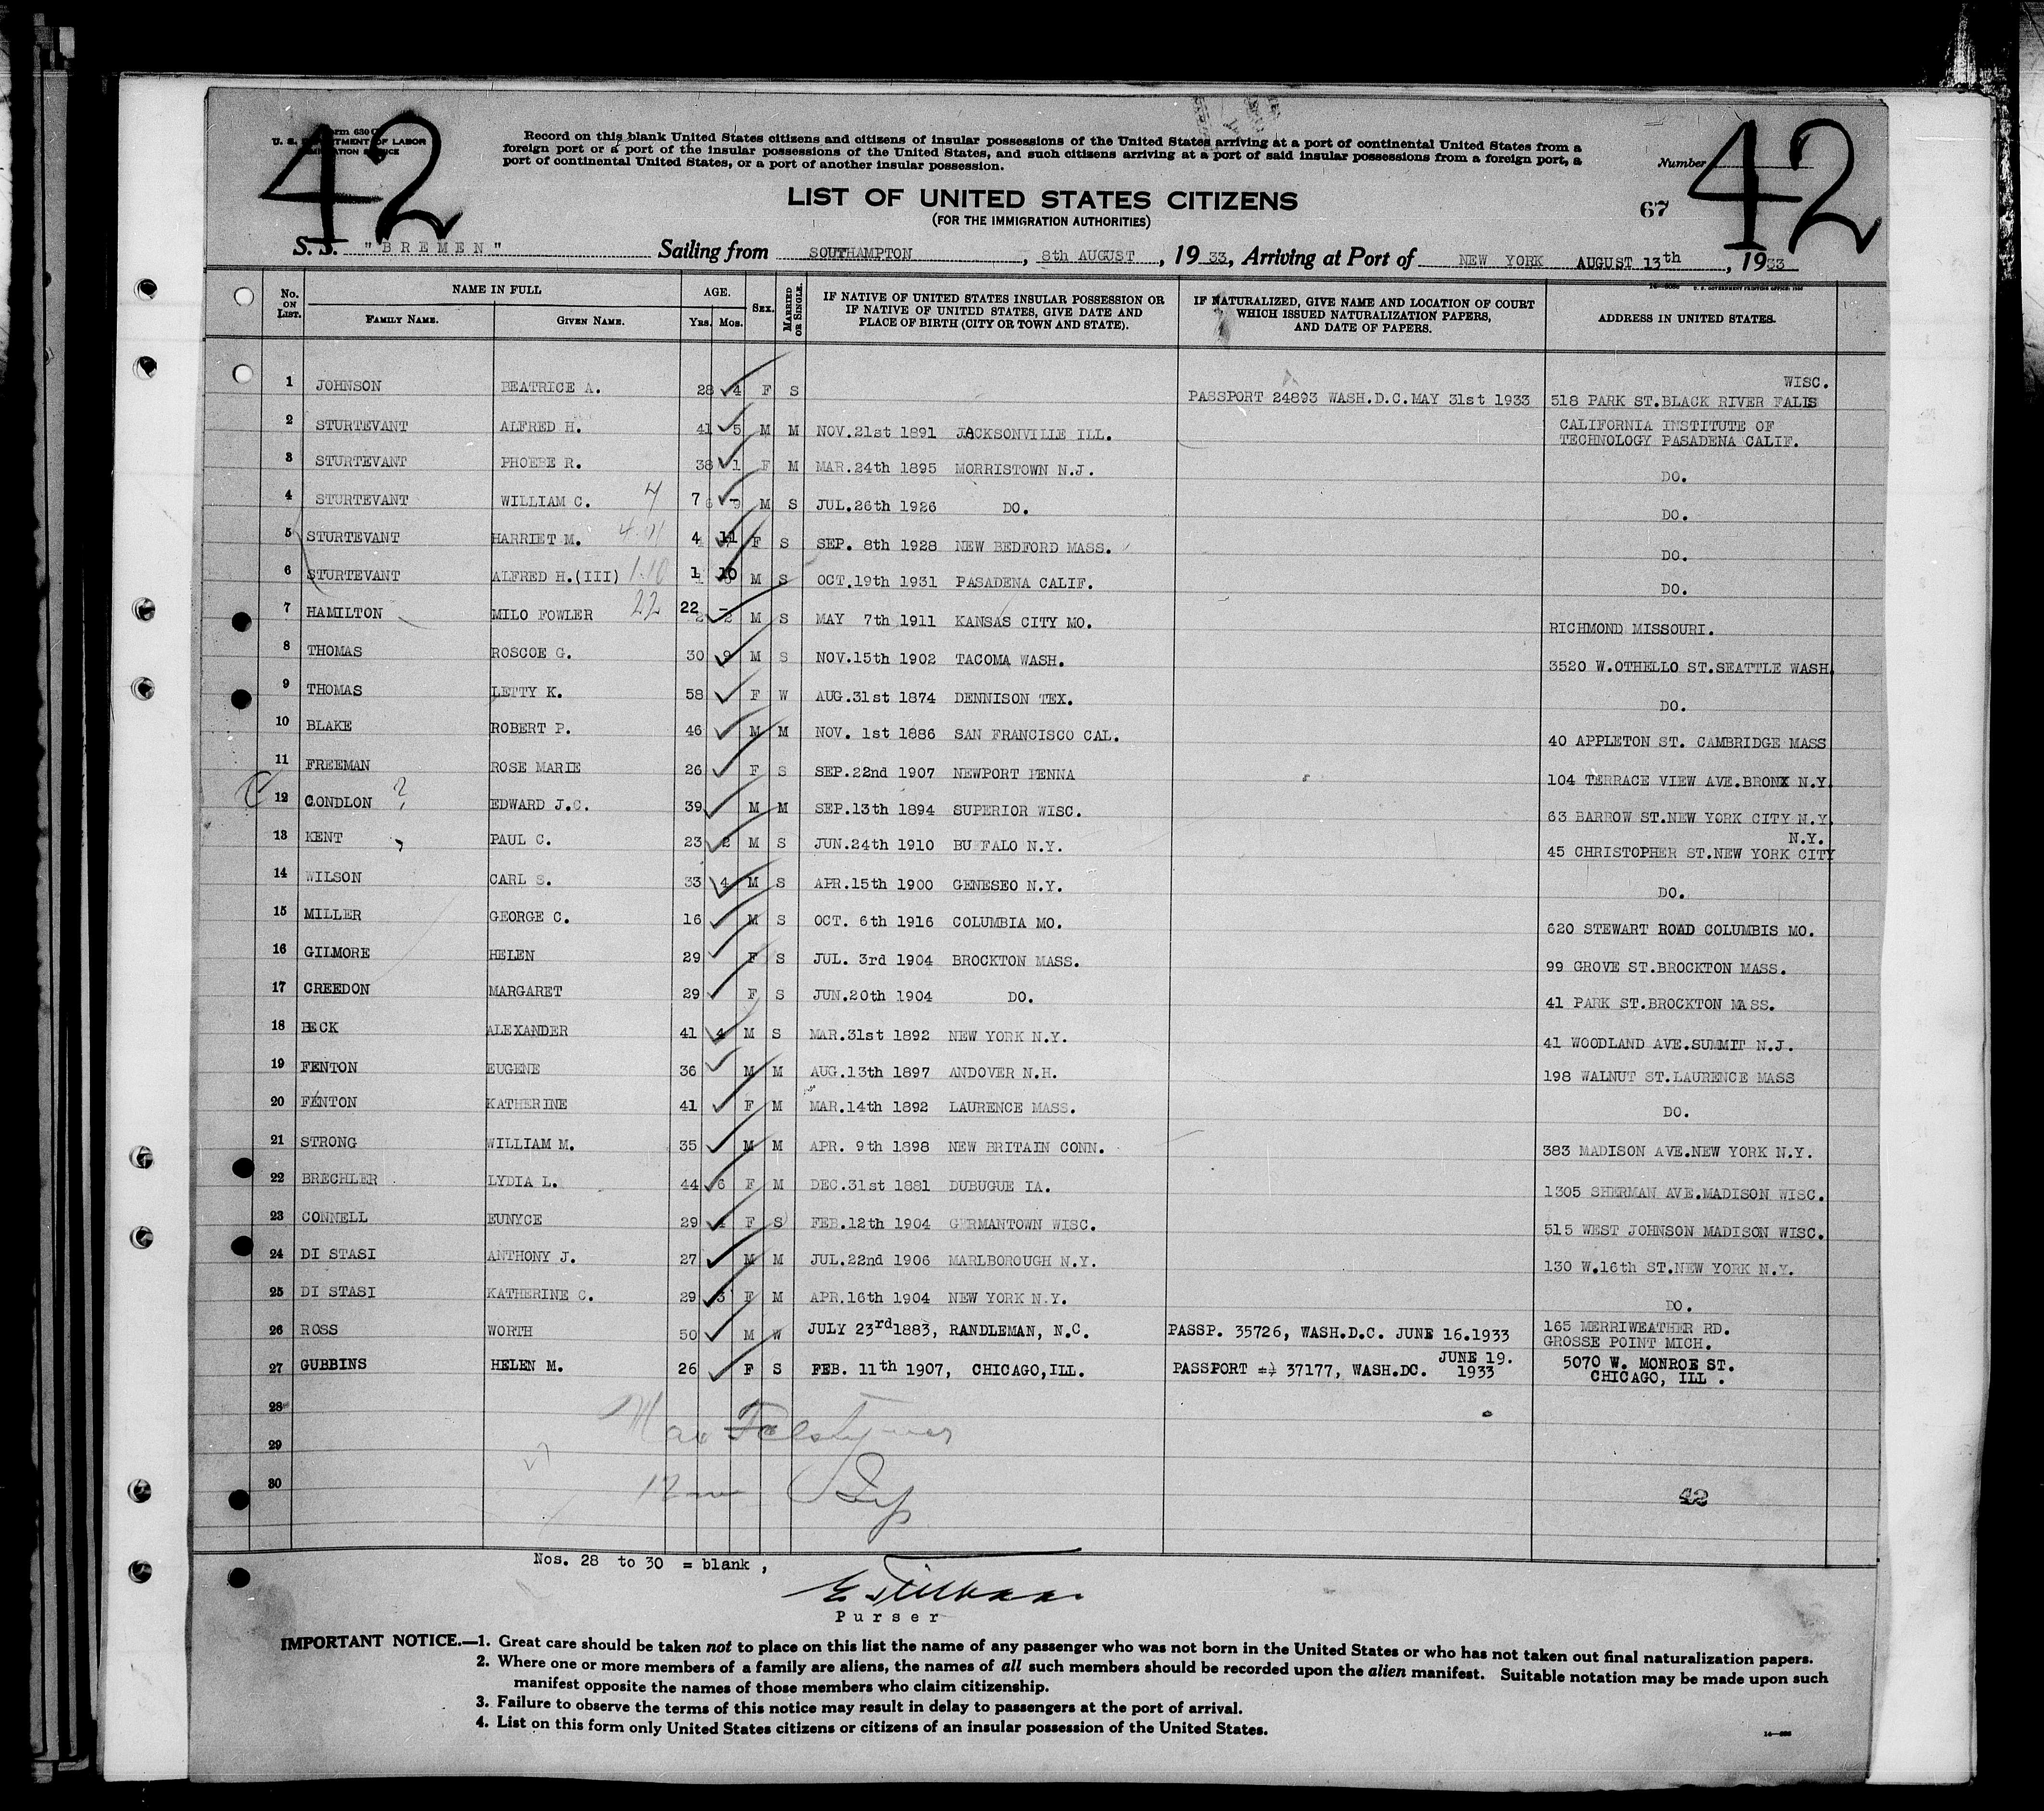 42
Form 630 C
U. S. DEPARTMENT OF LABOR
IMMIGRATION SERVICE
Record on this blank United States citizens and citizens of insular possessions of the United States arriving at a port of continental United States from a
foreign port or a port of the insular possessions of the United States, and such citizens arriving at a port of said insular possessions from a foreign port, a
port of continental United States, or a port of another insular possession.
Number
42
LIST OF UNITED STATES CITIZENS
(FOR THE IMMIGRATION AUTHORITIES)
67
S. S. "BREMEN" Sailing from SOUTHAMPTON, 8th AUGUST, 1933, Arriving at Port of NEW YORK AUGUST 13th, 1933
No. ON LIST. NAME IN FULL FAMILY NAME. GIVEN NAME. AGE. YRS. MOS. SEX. MARRIED OR SINGLE. IF NATIVE OF UNITED STATES INSULAR POSSESSION OR IF NATIVE OF UNITED STATES, GIVE DATE AND PLACE OF BIRTH (CITY OR TOWN AND STATE). IF NATURALIZED, GIVE NAME AND LOCATION OF COURT WHICH ISSUED NATURALIZATION PAPERS, AND DATE OF PAPERS. ADDRESS IN UNITED STATES.
1 JOHNSON BEATRICE A. 28 4 F S PASSPORT 24893 WASH.D.C.MAY 31st 1933 518 PARK ST.BLACK RIVER FALLS WISC.
2 STURTEVANT ALFRED H. 41 5 M M NOV.21st 1891 JACKSONVILLE ILL. CALIFORNIA INSTITUTE OF
TECHNOLOGY PASADENA CALIF.
3 STURTEVANT PHOEBE R. 38 1 F M MAR.24th 1895 MORRISTOWN N.J. DO.
4 STURTEVANT WILLIAM C. 7 7 - M S JUL.26th 1926 DO. DO.
5 STURTEVANT HARRIET M. 4-11 4 11 F S SEP. 8th 1928 NEW BEDFORD MASS. DO.
6 STURTEVANT ALFRED H.(III) 1-10 1 10 M S OCT.19th 1931 PASADENA CALIF. DO.
7 HAMILTON MILO FOWLER 22 22 - M S MAY 7th 1911 KANSAS CITY MO. RICHMOND MISSOURI.
8 THOMAS ROSCOE G. 30 9 M S NOV.15th 1902 TACOMA WASH. 3520 W.OTHELLO ST.SEATTLE WASH.
9 THOMAS LETTY K. 58 F W AUG.31st 1874 DENNISON TEX. DO.
10 BLAKE ROBERT P. 46 M M NOV. 1st 1886 SAN FRANCISCO CAL. 40 APPLETON ST. CAMBRIDGE MASS
11 FREEMAN ROSE MARIE 26 F S SEP.22nd 1907 NEWPORT PENNA 104 TERRACE VIEW AVE.BRONX N.Y.
12 CONDLON ? EDWARD J.C. 39 M M SEP.13th 1894 SUPERIOR WISC. 63 BARROW ST.NEW YORK CITY N.Y.
13 KENT PAUL C. 23 2 M S JUN.24th 1910 BUFFALO N.Y. 45 CHRISTOPHER ST.NEW YORK CITY N.Y.
14 WILSON CARL S. 33 4 M S APR.15th 1900 GENESEO N.Y. DO.
15 MILLER GEORGE C. 16 M S OCT. 6th 1916 COLUMBIA MO. 620 STEWART ROAD COLUMBIS MO.
16 GILMORE HELEN 29 F S JUL. 3rd 1904 BROCKTON MASS. 99 GROVE ST.BROCKTON MASS.
17 CREEDON MARGARET 29 F S JUN.20th 1904 DO. 41 PARK ST.BROCKTON MASS.
18 BECK ALEXANDER 41 4 M S MAR.31st 1892 NEW YORK N.Y. 41 WOODLAND AVE.SUMMIT N.J.
19 FENTON EUGENE 36 M M AUG.13th 1897 ANDOVER N.H. 198 WALNUT ST.LAURENCE MASS
20 FENTON KATHERINE 41 F M MAR.14th 1892 LAURENCE MASS. DO.
21 STRONG WILLIAM M. 35 M M APR. 9th 1898 NEW BRITAIN CONN. 383 MADISON AVE.NEW YORK N.Y.
22 BRECHLER LYDIA L. 44 6 F M DEC.31st 1881 DUBUGUE IA. 1305 SHERMAN AVE.MADISON WISC.
23 CONNELL EUNYCE 29 F S FEB.12th 1904 GERMANTOWN WISC. 515 WEST JOHNSON MADISON WISC.
24 DI STASI ANTHONY J. 27 M M JUL.22nd 1906 MARLBOROUGH N.Y. 130 W.16th ST.NEW YORK N.Y.
25 DI STASI KATHERINE C. 29 3 F M APR.16th 1904 NEW YORK N.Y. DO.
26 ROSS WORTH 50 M W JULY 23rd 1883, RANDLEMAN, N.C. PASSP. 35726, WASH.D.C. JUNE 16.1933 165 MERRIWEATHER RD.
GROSSE POINT MICH.
27 GUBBINS HELEN M. 26 F S FEB. 11th 1907, CHICAGO,ILL. PASSPORT 37177, WASH.DC. JUNE 19. 1933 5070 W. MONROE ST.
CHICAGO, ILL.
28
29
30 42
Nos. 28 to 30 = blank,
Purser
IMPORTANT NOTICE.—1. Great care should be taken not to place on this list the name of any passenger who was not born in the United States or who has not taken out final naturalization papers.
2. Where one or more members of a family are aliens, the names of all such members should be recorded upon the alien manifest. Suitable notation may be made upon such
manifest opposite the names of those members who claim citizenship.
3. Failure to observe the terms of this notice may result in delay to passengers at the port of arrival.
4. List on this form only United States citizens or citizens of an insular possession of the United States.